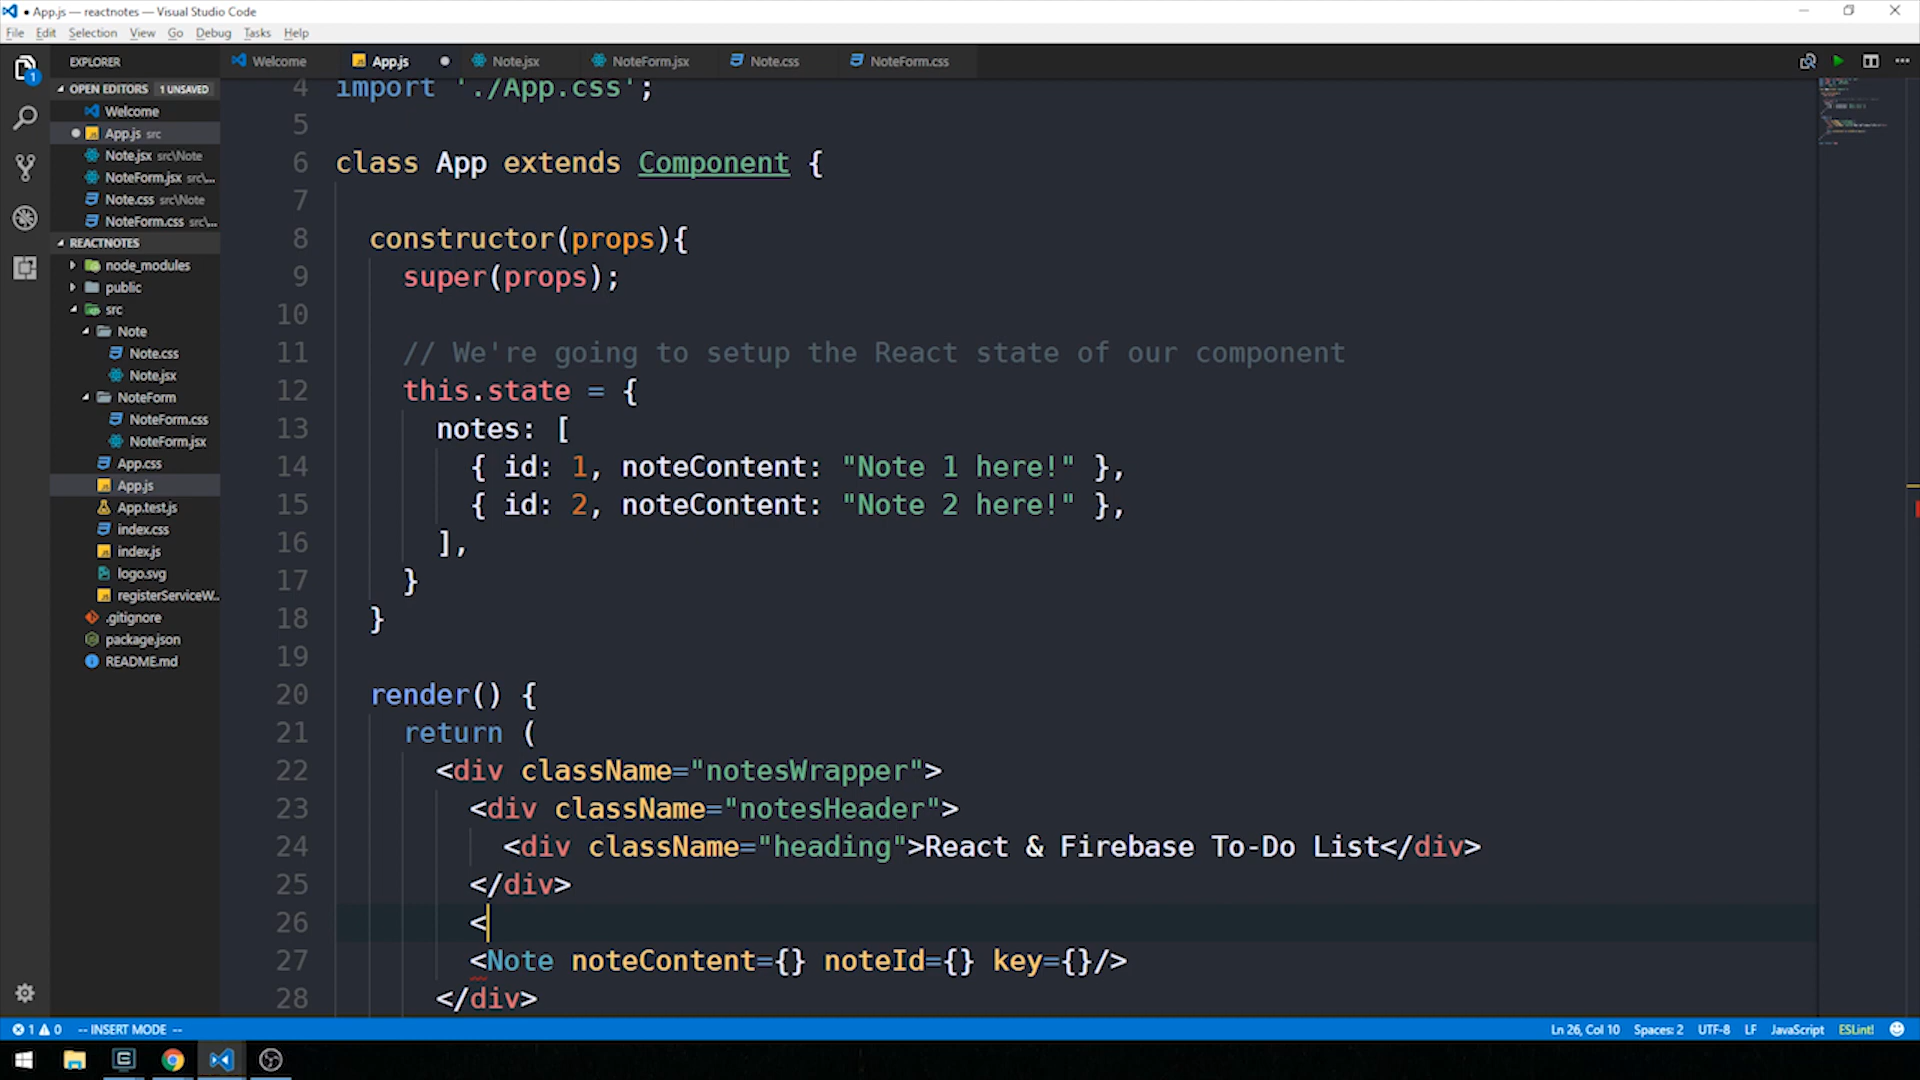 App.js — reactnotes — Visual Studio Code
File Edit Selection View Go Debug Tasks Help
EXPLORER
Welcome App.js Note.jsx NoteForm.jsx Note.css NoteForm.css
1
OPEN EDITORS 1 UNSAVED
Welcome
App.js src
Note.jsx src\Note
NoteForm.jsx src\...
Note.css src\Note
NoteForm.css src\...
REACTNOTES
node_modules
public
src
Note
Note.css
Note.jsx
NoteForm
NoteForm.css
NoteForm.jsx
App.css
App.js
App.test.js
index.css
index.js
logo.svg
registerServiceW...
.gitignore
package.json
README.md
4 import './App.css';
5
6 class App extends Component {
7
8 constructor(props){
9 super(props);
10
11 // We're going to setup the React state of our component
12 this.state = {
13 notes: [
14 { id: 1, noteContent: "Note 1 here!" },
15 { id: 2, noteContent: "Note 2 here!" },
16 ],
17 }
18 }
19
20 render() {
21 return (
22 <div className="notesWrapper">
23 <div className="notesHeader">
24 <div className="heading">React & Firebase To-Do List</div>
25 </div>
26 <
27 <Note noteContent={} noteId={} key={}/>
28 </div>
1 0 -- INSERT MODE -- Ln 26, Col 10 Spaces: 2 UTF-8 LF JavaScript ESLint!